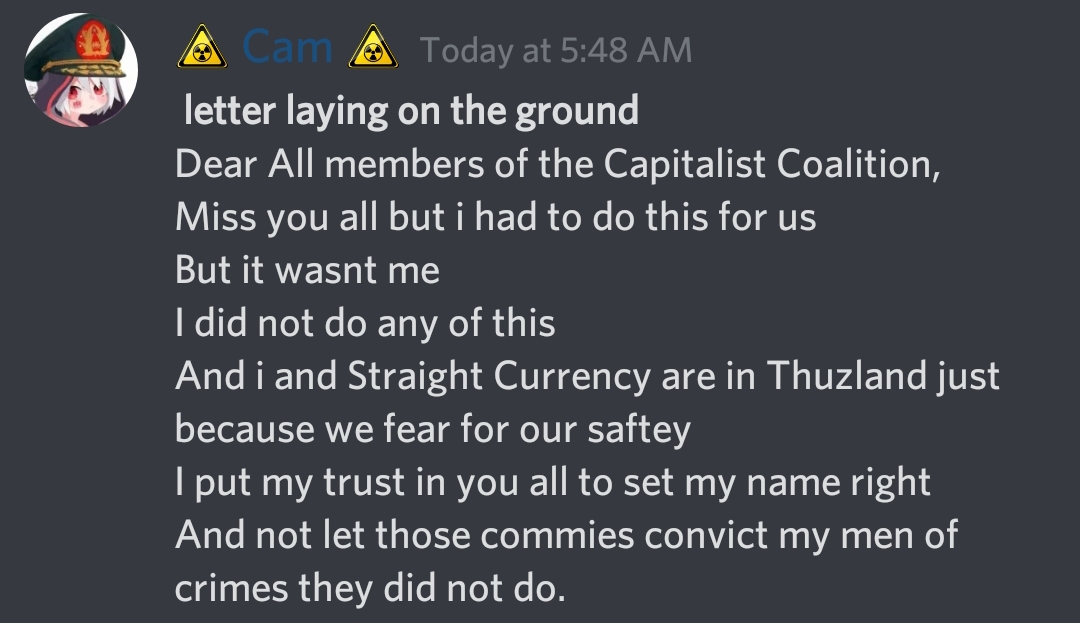 ☢ Cam ☢ Today at 5:48 AM
letter laying on the ground
Dear All members of the Capitalist Coalition,
Miss you all but i had to do this for us
But it wasnt me
I did not do any of this
And i and Straight Currency are in Thuzland just
because we fear for our saftey
I put my trust in you all to set my name right
And not let those commies convict my men of
crimes they did not do.